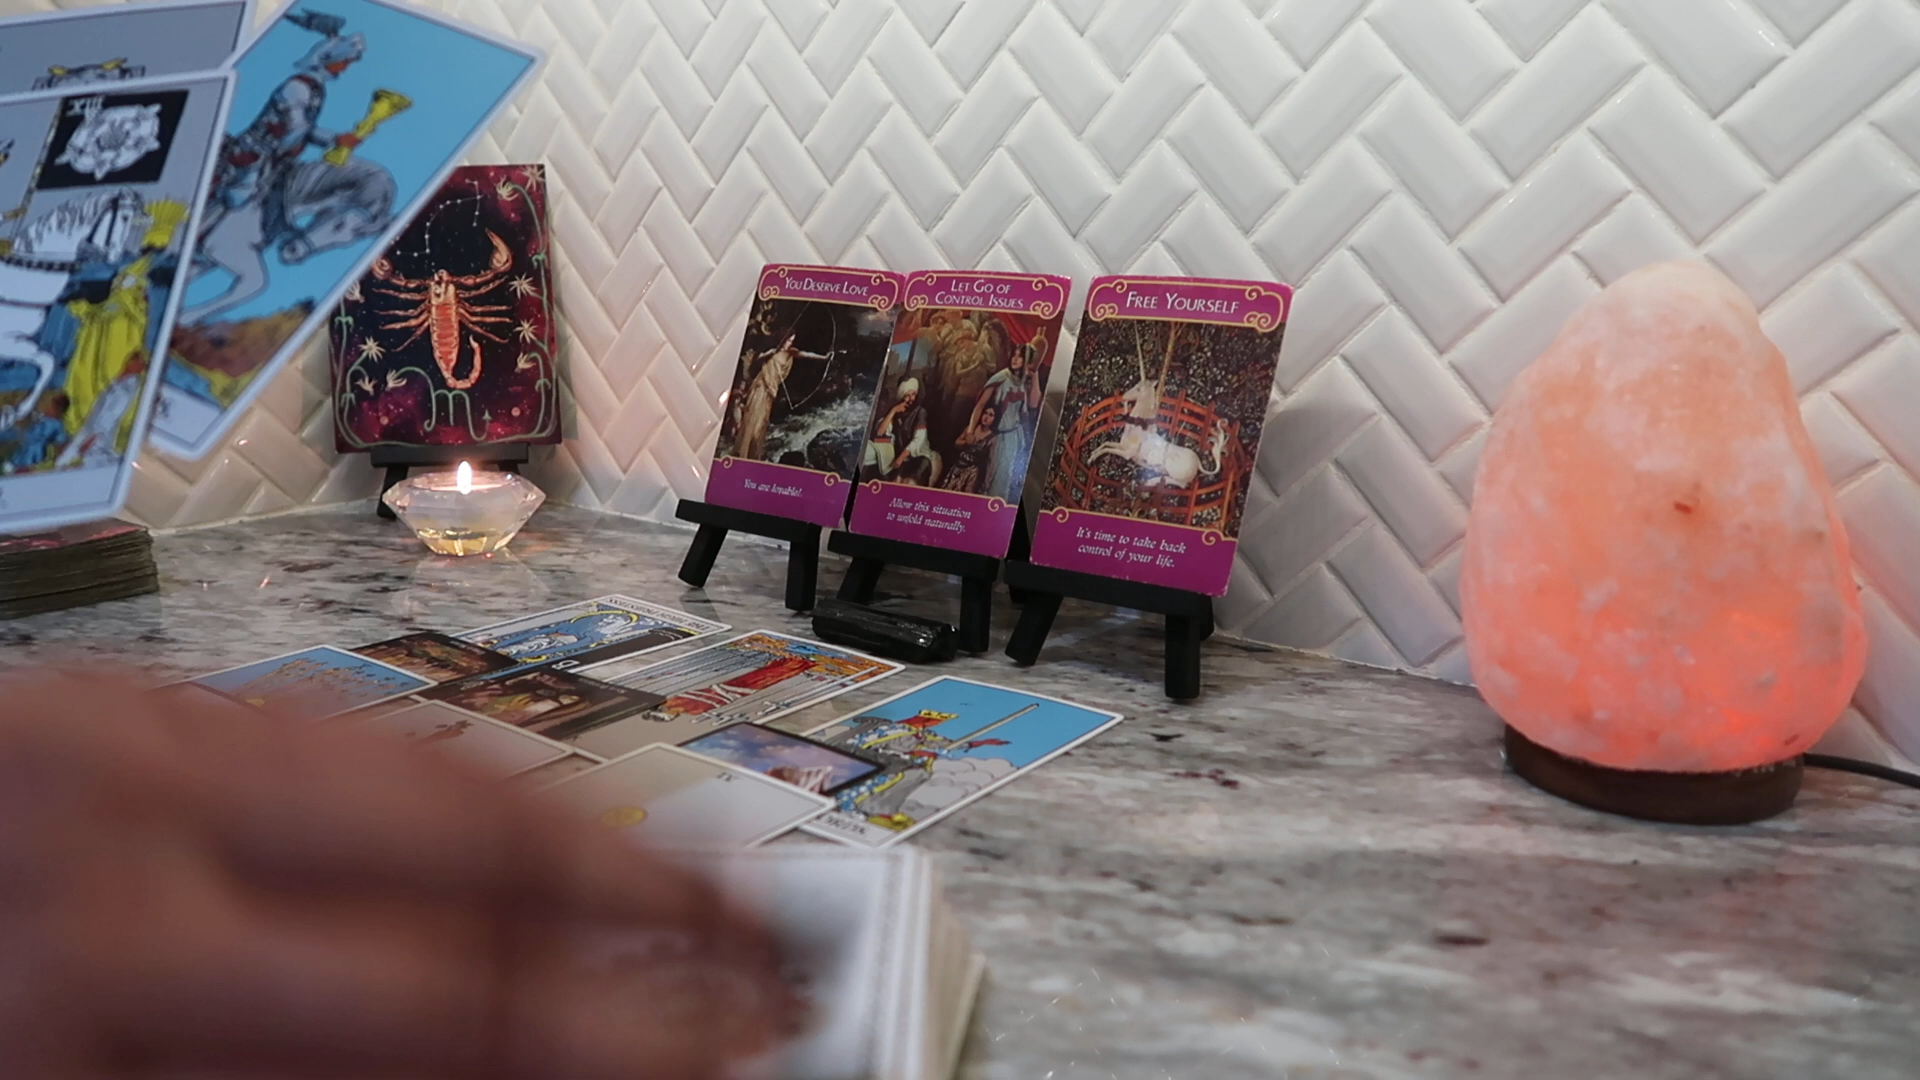 XIII
YOU DESERVE LOVE
You are lovable!
LET GO OF
CONTROL ISSUES
Allow this situation
to unfold naturally.
FREE YOURSELF
It's time to take back
control of your life.